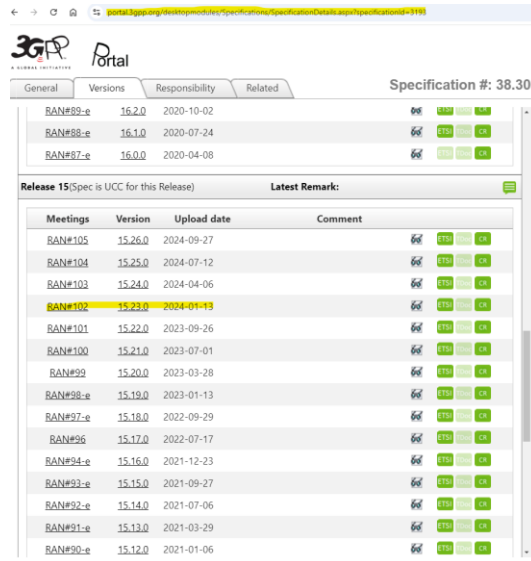 portal.3gpp.org/desktopmodules/Specifications/SpecificationDetails.aspx?specificationId=3193
3GPP Portal
A GLOBAL INITIATIVE
General Versions Responsibility Related Specification #: 38.30
RAN#89-e 16.2.0 2020-10-02 ETSI CR
RAN#88-e 16.1.0 2020-07-24 ETSI CR
RAN#87-e 16.0.0 2020-04-08 ETSI CR
Release 15(Spec is UCC for this Release) Latest Remark:
Meetings Version Upload date Comment
RAN#105 15.26.0 2024-09-27 ETSI CR
RAN#104 15.25.0 2024-07-12 ETSI CR
RAN#103 15.24.0 2024-04-06 ETSI CR
RAN#102 15.23.0 2024-01-13 ETSI CR
RAN#101 15.22.0 2023-09-26 ETSI CR
RAN#100 15.21.0 2023-07-01 ETSI CR
RAN#99 15.20.0 2023-03-28 ETSI CR
RAN#98-e 15.19.0 2023-01-13 ETSI CR
RAN#97-e 15.18.0 2022-09-29 ETSI CR
RAN#96 15.17.0 2022-07-17 ETSI CR
RAN#94-e 15.16.0 2021-12-23 ETSI CR
RAN#93-e 15.15.0 2021-09-27 ETSI CR
RAN#92-e 15.14.0 2021-07-06 ETSI CR
RAN#91-e 15.13.0 2021-03-29 ETSI CR
RAN#90-e 15.12.0 2021-01-06 ETSI CR